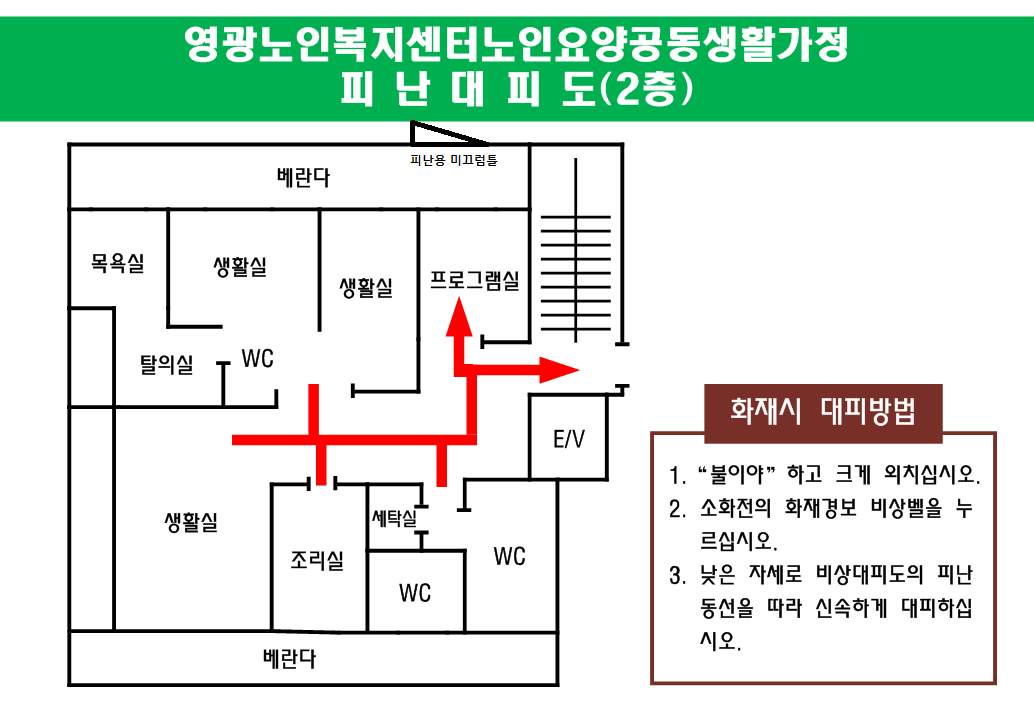 영광노인복지센터노인요양공동생활가정
피 난 대 피 도(2층)
피난용 미끄럼틀
베란다
목욕실
생활실
생활실
프로그램실
탈의실
WC
E/V
생활실
세탁실
조리실
WC
WC
베란다
화재시 대피방법
1. “불이야” 하고 크게 외치십시오.
2. 소화전의 화재경보 비상벨을 누
르십시오.
3. 낮은 자세로 비상대피도의 피난
동선을 따라 신속하게 대피하십
시오.